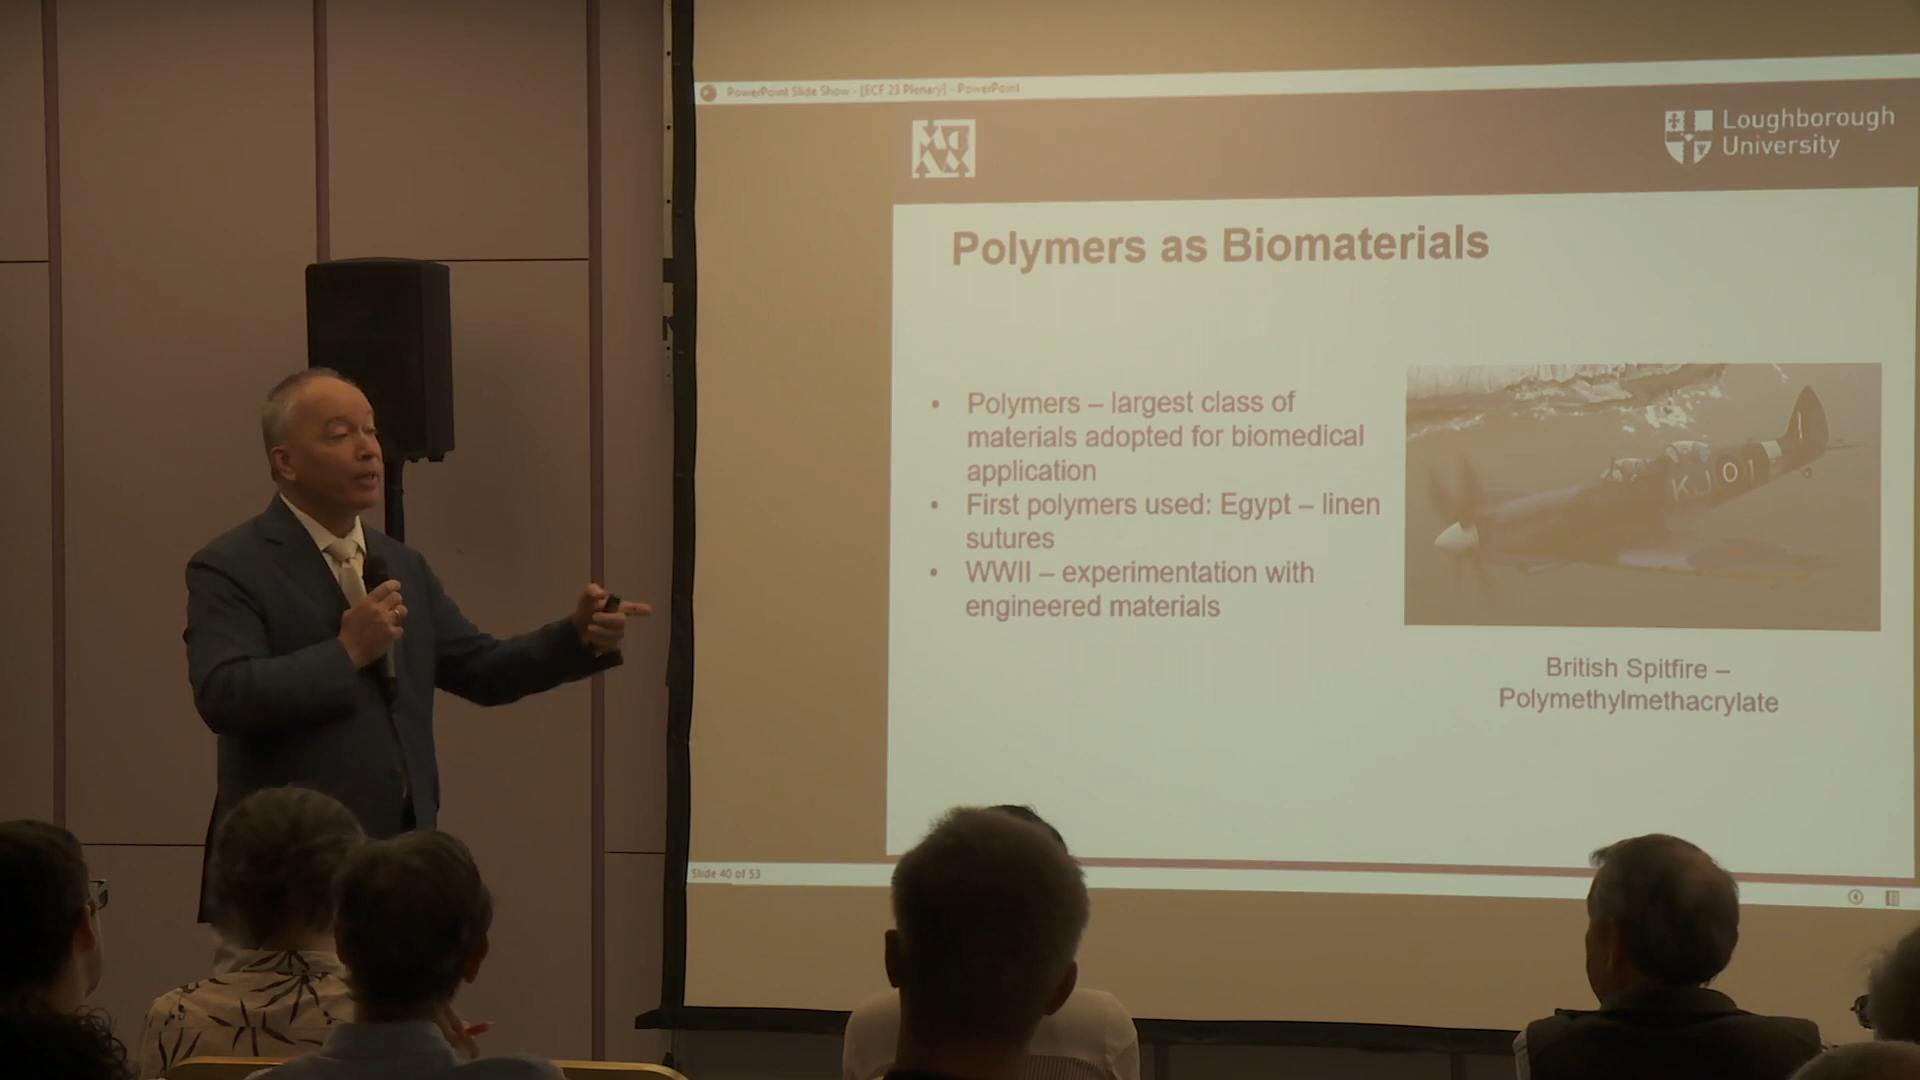 PowerPoint Slide Show - [ECF 23 Plenary] - PowerPoint
Loughborough
University
Polymers as Biomaterials
• Polymers – largest class of
materials adopted for biomedical
application
• First polymers used: Egypt – linen
sutures
• WWII – experimentation with
engineered materials
KJ O I
British Spitfire –
Polymethylmethacrylate
Slide 40 of 53